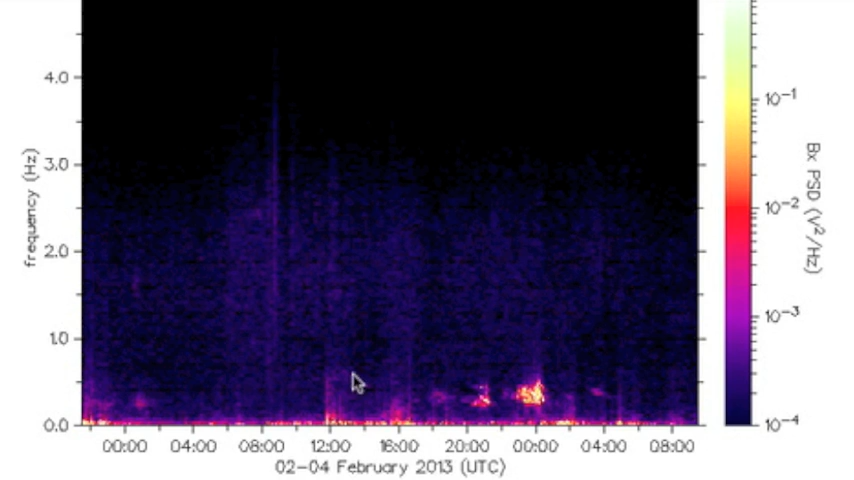 4.0
3.0
2.0
1.0
0.0
frequency (Hz)
00:00 04:00 08:00 12:00 16:00 20:00 00:00 04:00 08:00
02-04 February 2013 (UTC)
10⁻¹
10⁻²
10⁻³
10⁻⁴
Bx PSD (V²/Hz)